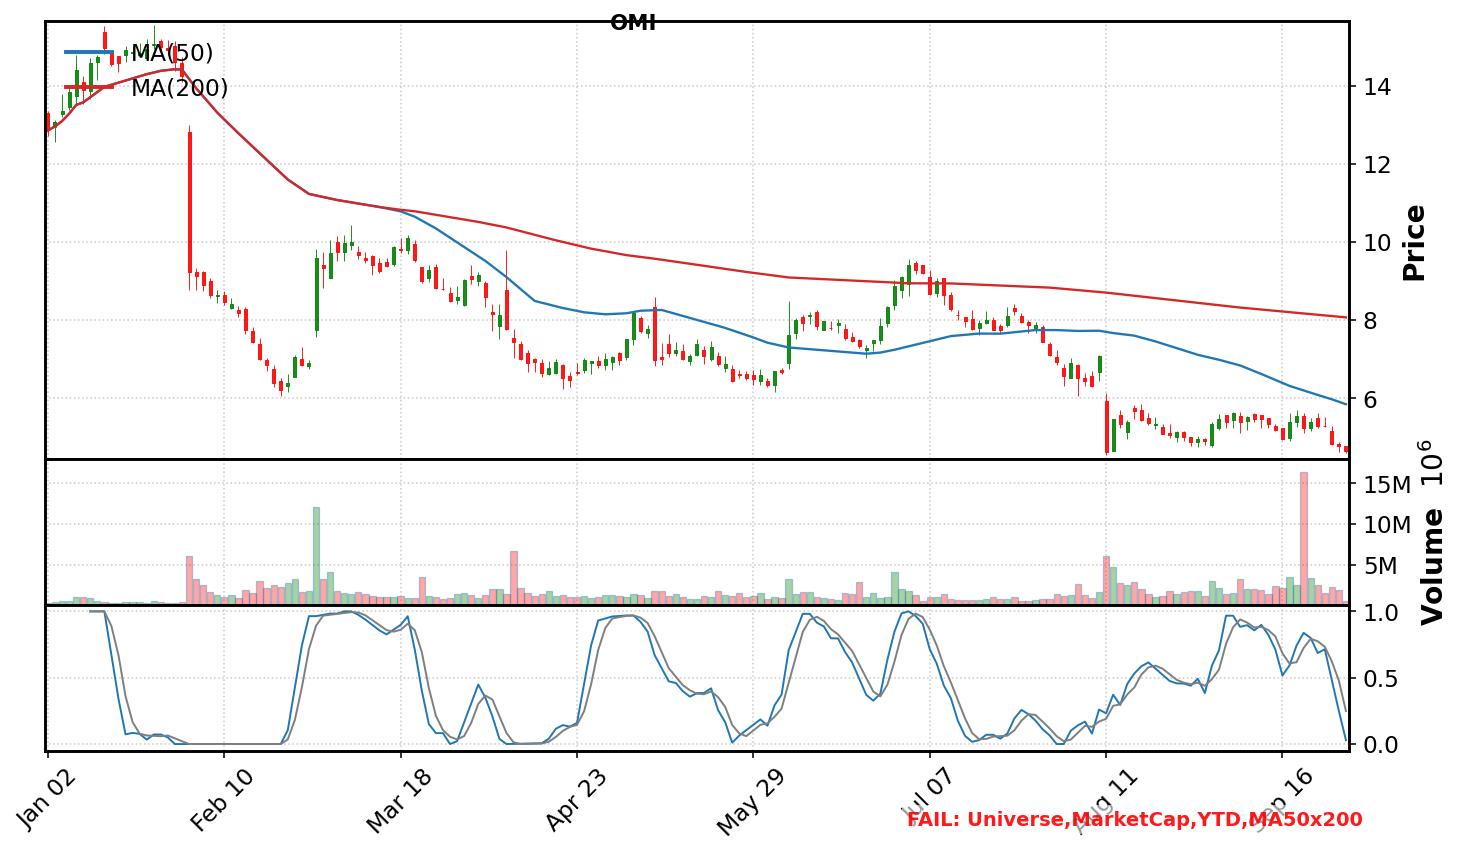 OMI
MA(50)
MA(200)
14
12
10
8
6
Price
15M
10M
5M
Volume 10^6
1.0
0.5
0.0
Jan 02
Feb 10
Mar 18
Apr 23
May 29
Jul 07
Aug 11
Sep 16
FAIL: Universe,MarketCap,YTD,MA50x200